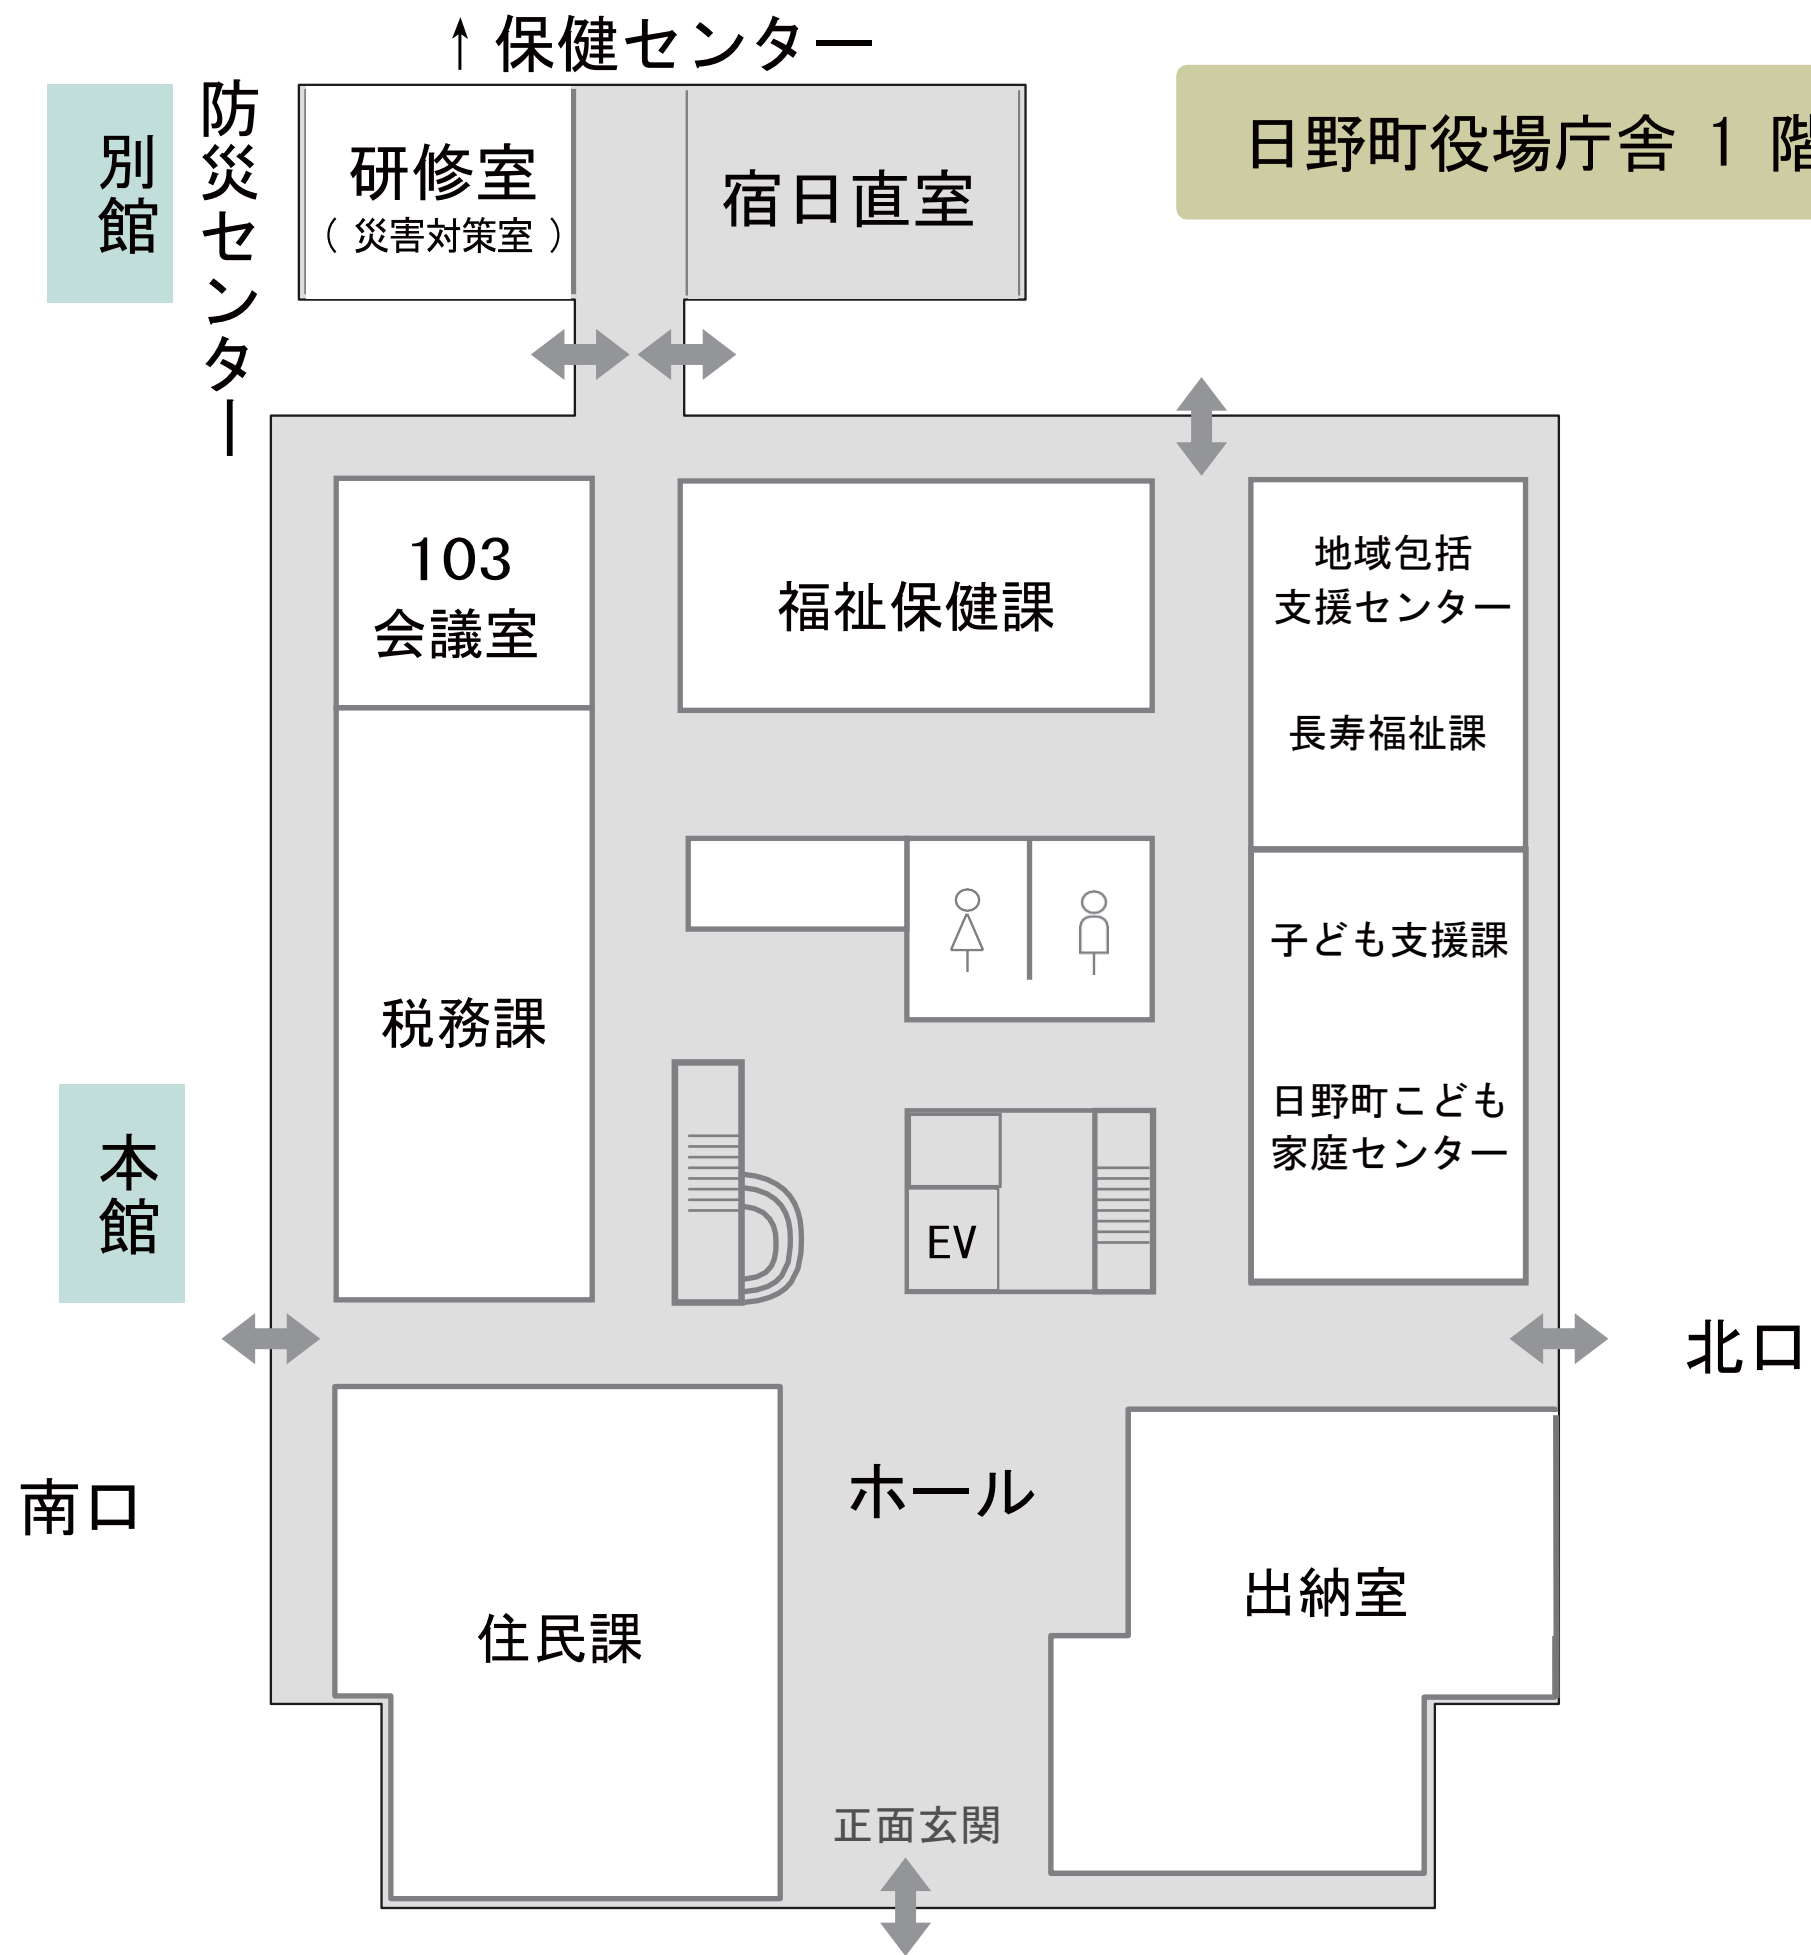 ↑ 保健センター
日野町役場庁舎 1 階
別館
防災センター
研修室
（ 災害対策室 ）
宿日直室
103
会議室
福祉保健課
地域包括
支援センター
長寿福祉課
税務課
子ども支援課
日野町こども
家庭センター
本館
EV
北口
南口
ホール
出納室
住民課
正面玄関